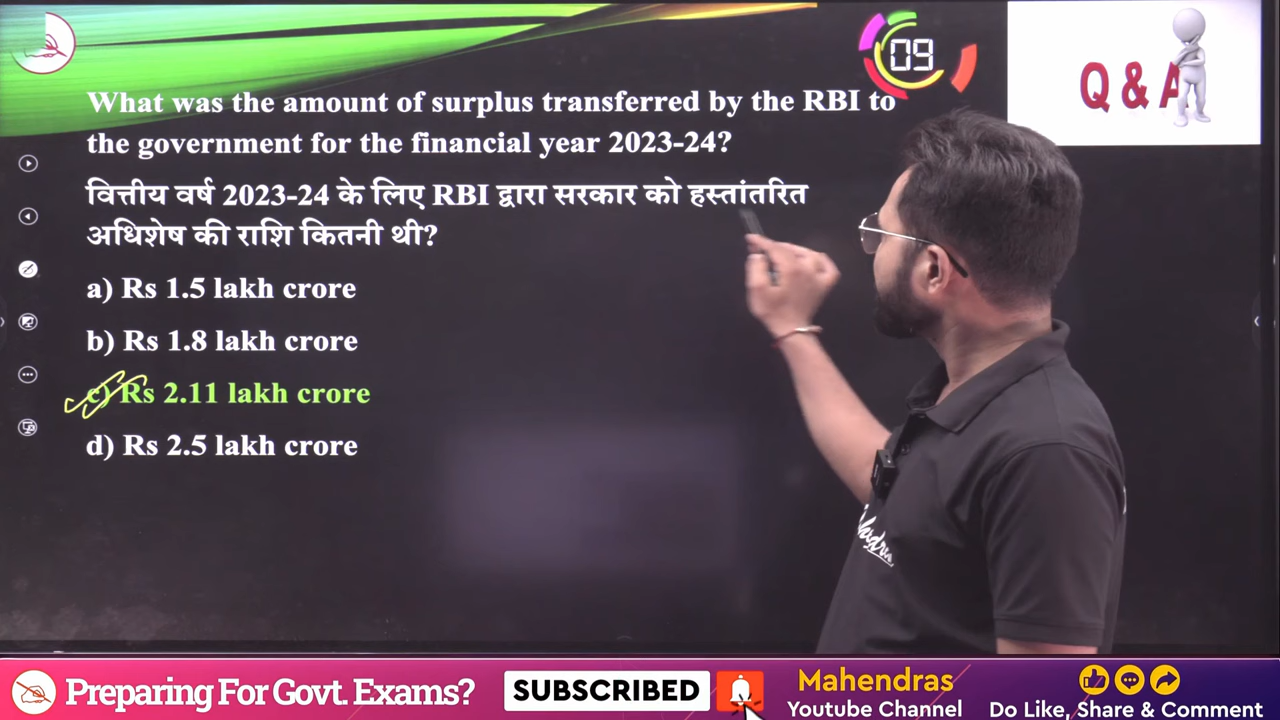 09
Q & A
What was the amount of surplus transferred by the RBI to
the government for the financial year 2023-24?
वित्तीय वर्ष 2023-24 के लिए RBI द्वारा सरकार को हस्तांतरित
अधिशेष की राशि कितनी थी?
a) Rs 1.5 lakh crore
b) Rs 1.8 lakh crore
c) Rs 2.11 lakh crore
d) Rs 2.5 lakh crore
Preparing For Govt. Exams?
SUBSCRIBED
Mahendras
Youtube Channel
Do Like, Share & Comment